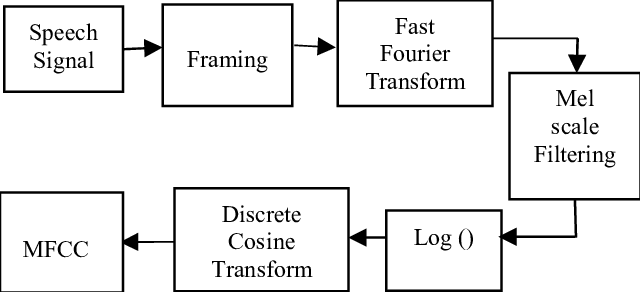 Speech
Signal
Framing
Fast
Fourier
Transform
Mel
scale
Filtering
Log ()
Discrete
Cosine
Transform
MFCC